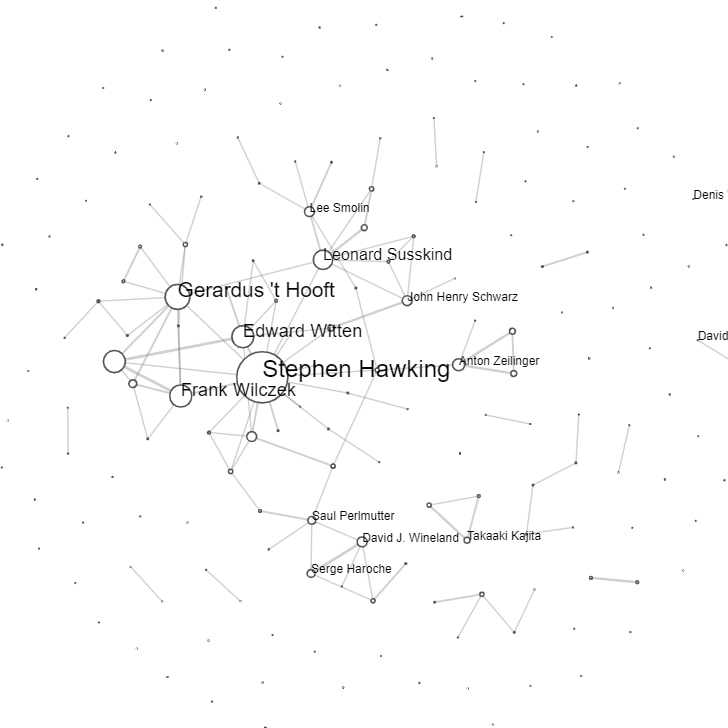 Denis
Lee Smolin
Leonard Susskind
Gerardus 't Hooft
John Henry Schwarz
Edward Witten
David
Anton Zeilinger
Stephen Hawking
Frank Wilczek
Saul Perlmutter
David J. Wineland
Takaaki Kajita
Serge Haroche